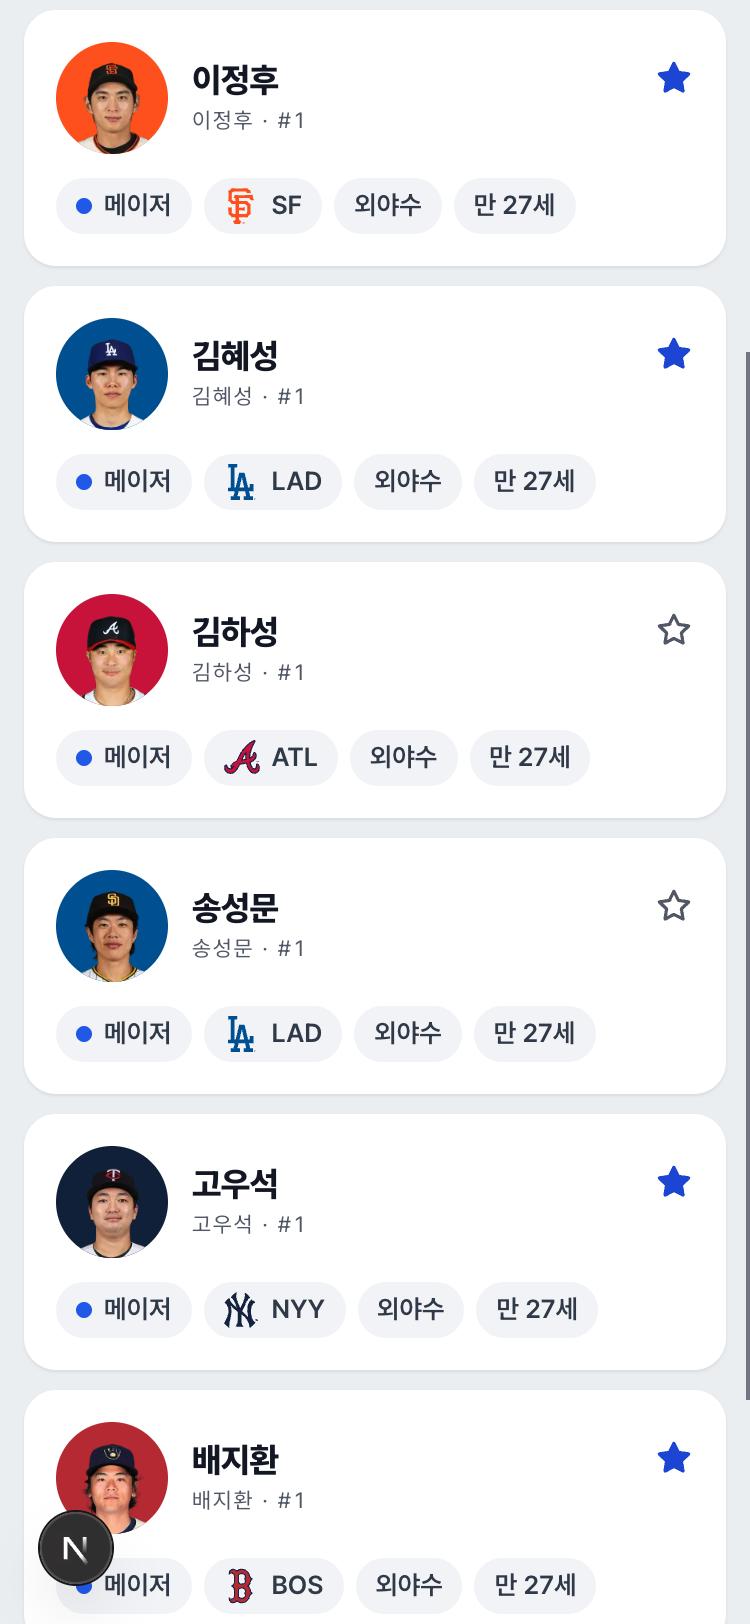 이정후
이정후 · #1
메이저 SF 외야수 만 27세
김혜성
김혜성 · #1
메이저 LAD 외야수 만 27세
김하성
김하성 · #1
메이저 ATL 외야수 만 27세
송성문
송성문 · #1
메이저 LAD 외야수 만 27세
고우석
고우석 · #1
메이저 NYY 외야수 만 27세
배지환
배지환 · #1
N
메이저 BOS 외야수 만 27세